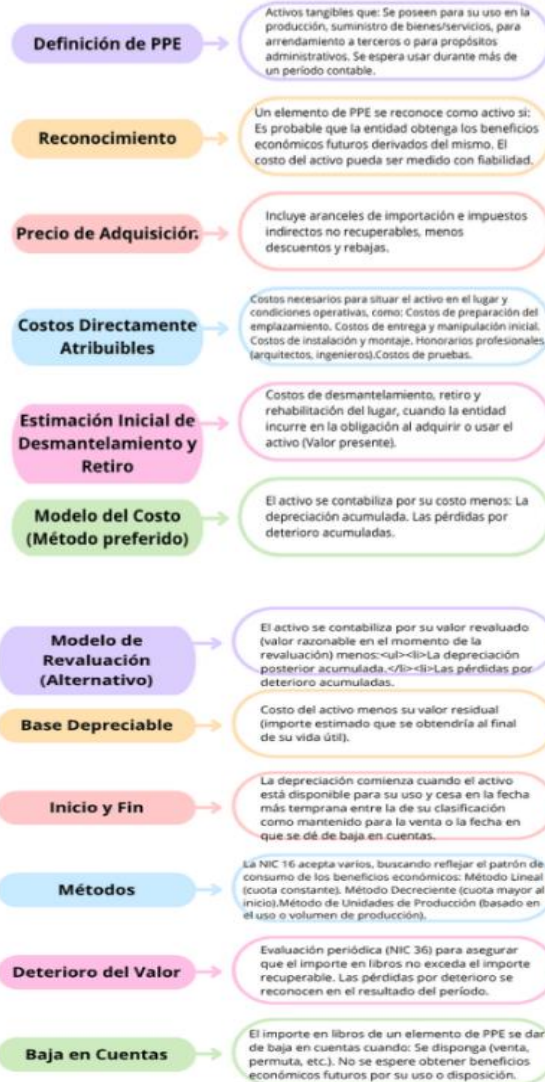 Definición de PPE
Activos tangibles que: Se poseen para su uso en la
producción, suministro de bienes/servicios, para
arrendamiento a terceros o para propósitos
administrativos. Se espera usar durante más de
un período contable.
Reconocimiento
Un elemento de PPE se reconoce como activo si:
Es probable que la entidad obtenga los beneficios
económicos futuros derivados del mismo. El
costo del activo pueda ser medido con fiabilidad.
Precio de Adquisición.
Incluye aranceles de importación e impuestos
indirectos no recuperables, menos
descuentos y rebajas.
Costos Directamente
Atribuibles
Costos necesarios para situar el activo en el lugar y
condiciones operativas, como: Costos de preparación del
emplazamiento. Costos de entrega y manipulación inicial.
Costos de instalación y montaje. Honorarios profesionales
(arquitectos, ingenieros).Costos de pruebas.
Estimación Inicial de
Desmantelamiento y
Retiro
Costos de desmantelamiento, retiro y
rehabilitación del lugar, cuando la entidad
incurre en la obligación al adquirir o usar el
activo (Valor presente).
Modelo del Costo
(Método preferido)
El activo se contabiliza por su costo menos: La
depreciación acumulada. Las pérdidas por
deterioro acumuladas.
Modelo de
Revaluación
(Alternativo)
El activo se contabiliza por su valor revaluado
(valor razonable en el momento de la
revaluación) menos:<ul><li>La depreciación
posterior acumulada.</li><li>Las pérdidas por
deterioro acumuladas.
Base Depreciable
Costo del activo menos su valor residual
(importe estimado que se obtendría al final
de su vida útil).
Inicio y Fin
La depreciación comienza cuando el activo
está disponible para su uso y cesa en la fecha
más temprana entre la de su clasificación
como mantenido para la venta o la fecha en
que se dé de baja en cuentas.
Métodos
La NIC 16 acepta varios, buscando reflejar el patrón de
consumo de los beneficios económicos: Método Lineal
(cuota constante). Método Decreciente (cuota mayor al
inicio).Método de Unidades de Producción (basado en
el uso o volumen de producción).
Deterioro del Valor
Evaluación periódica (NIC 36) para asegurar
que el importe en libros no exceda el importe
recuperable. Las pérdidas por deterioro se
reconocen en el resultado del período.
Baja en Cuentas
El importe en libros de un elemento de PPE se dar
de baja en cuentas cuando: Se disponga (venta,
permuta, etc.). No se espere obtener beneficios
económicos futuros por su uso o disposición.